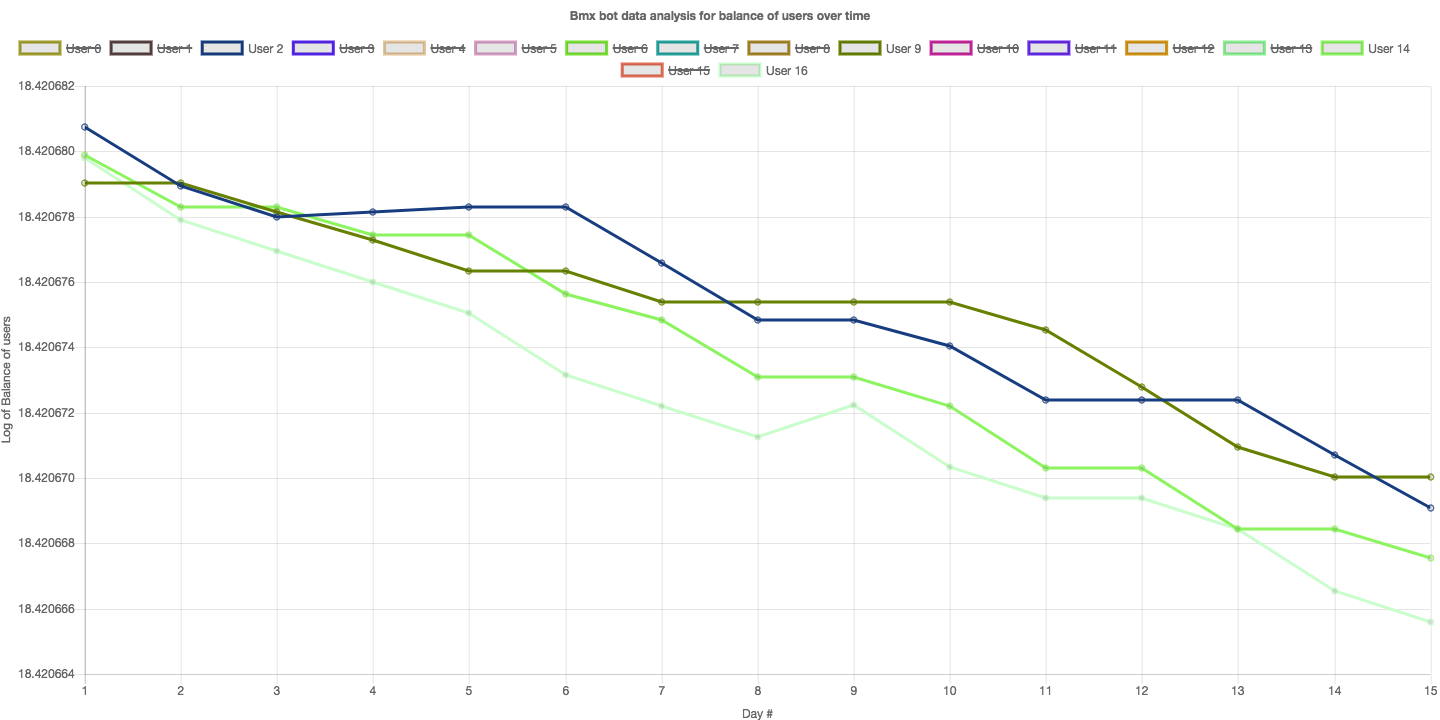 Bmx bot data analysis for balance of users over time
User 0 User 1 User 2 User 3 User 4 User 5 User 6 User 7 User 8 User 9 User 10 User 11 User 12 User 13 User 14
User 15 User 16
18.420682
18.420680
18.420678
18.420676
18.420674
18.420672
18.420670
18.420668
18.420666
18.420664
Log of Balance of users
1 2 3 4 5 6 7 8 9 10 11 12 13 14 15
Day #